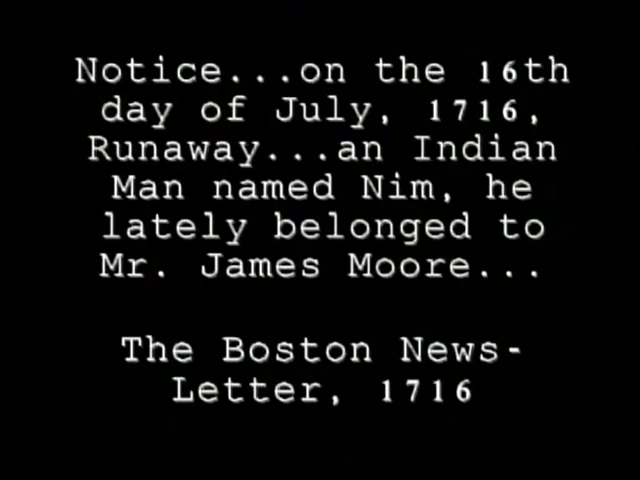 Notice...on the 16th
day of July, 1716,
Runaway...an Indian
Man named Nim, he
lately belonged to
Mr. James Moore...
The Boston News-
Letter, 1716